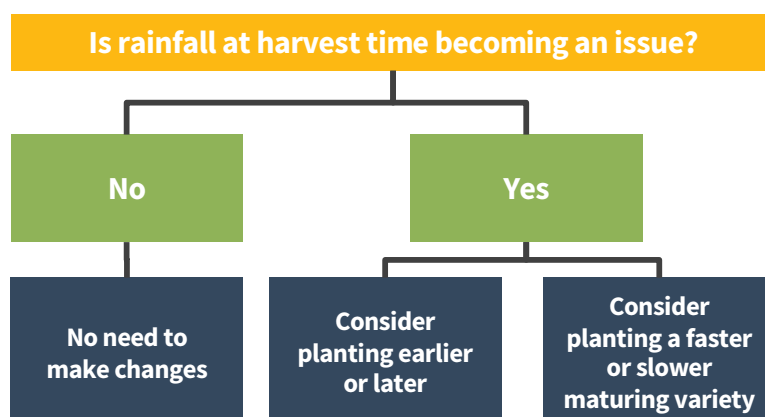 Is rainfall at harvest time becoming an issue?
No
Yes
No need to
make changes
Consider
planting earlier
or later
Consider
planting a faster
or slower
maturing variety